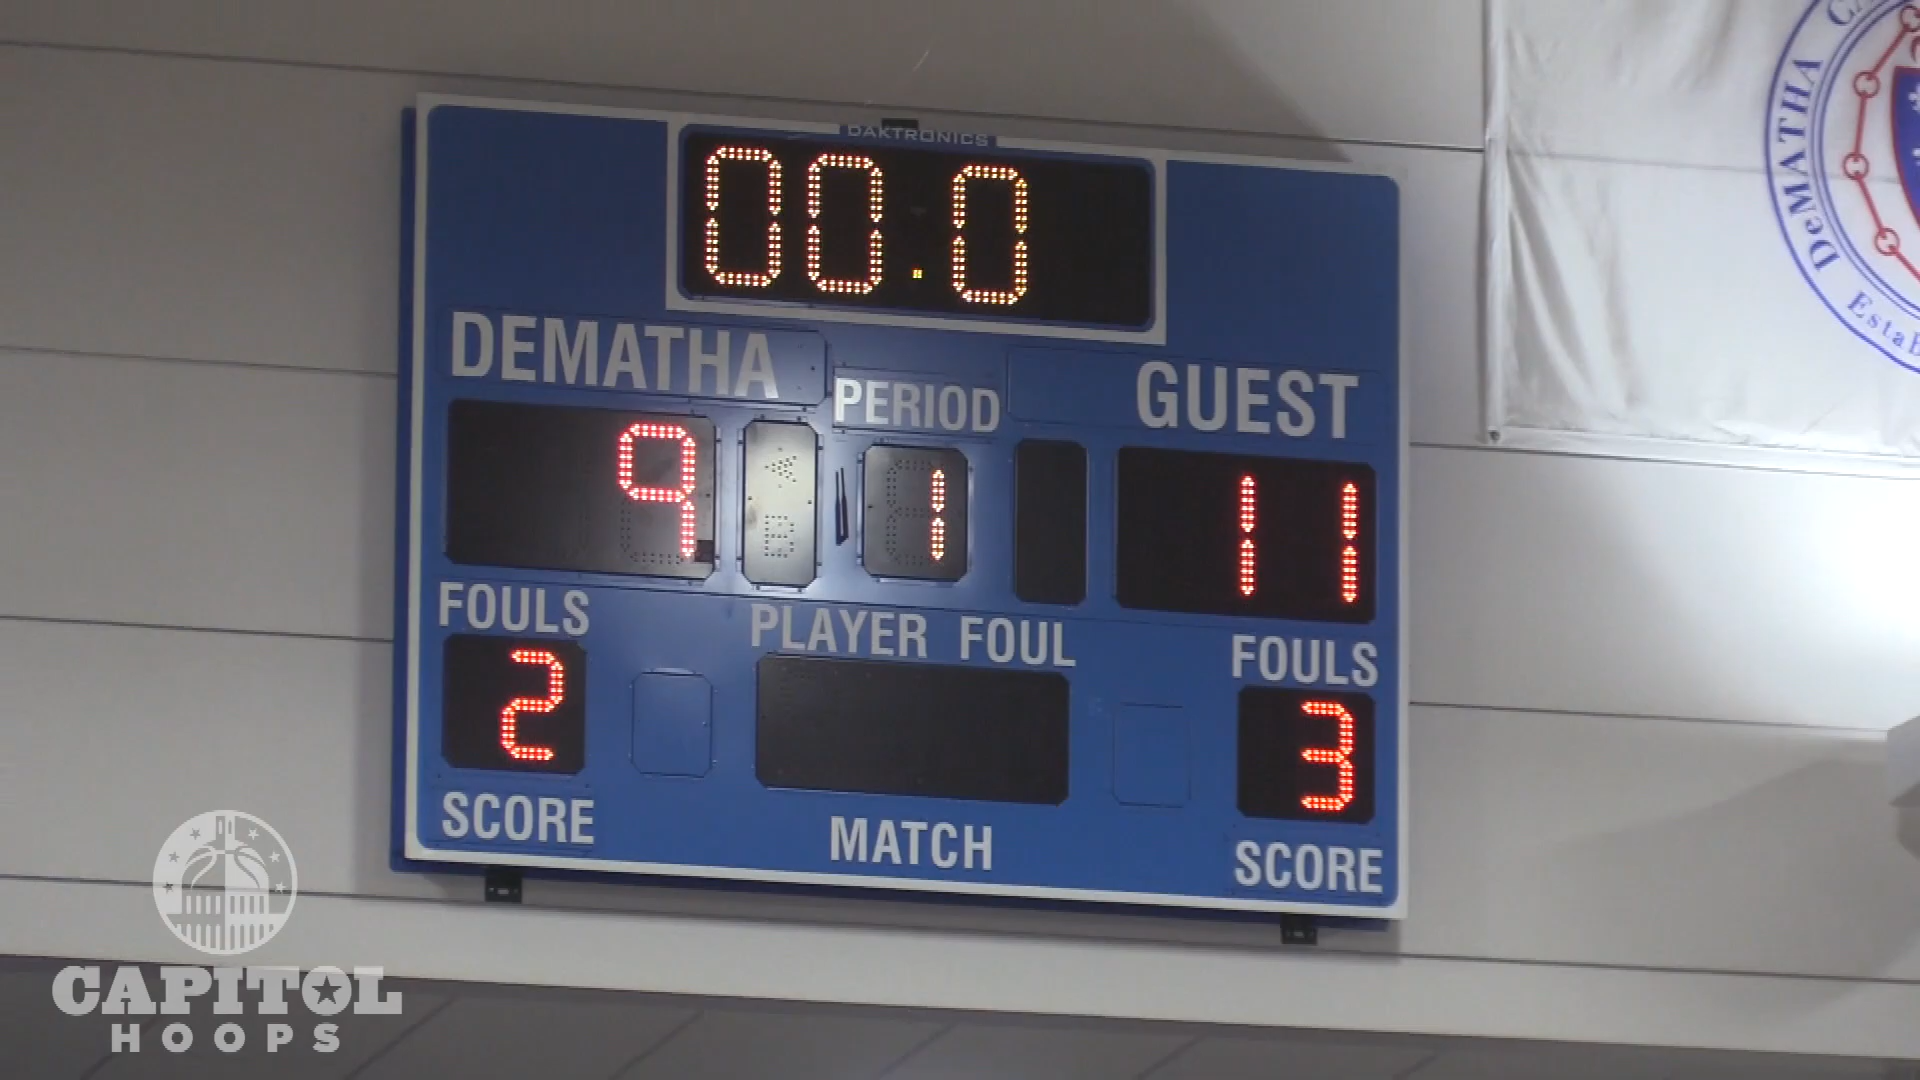 DAKTRONICS
00.0
DEMATHA
PERIOD
GUEST
9
1
11
FOULS
PLAYER FOUL
FOULS
2
3
SCORE
MATCH
SCORE
DeMATHA
CAPITOL
HOOPS